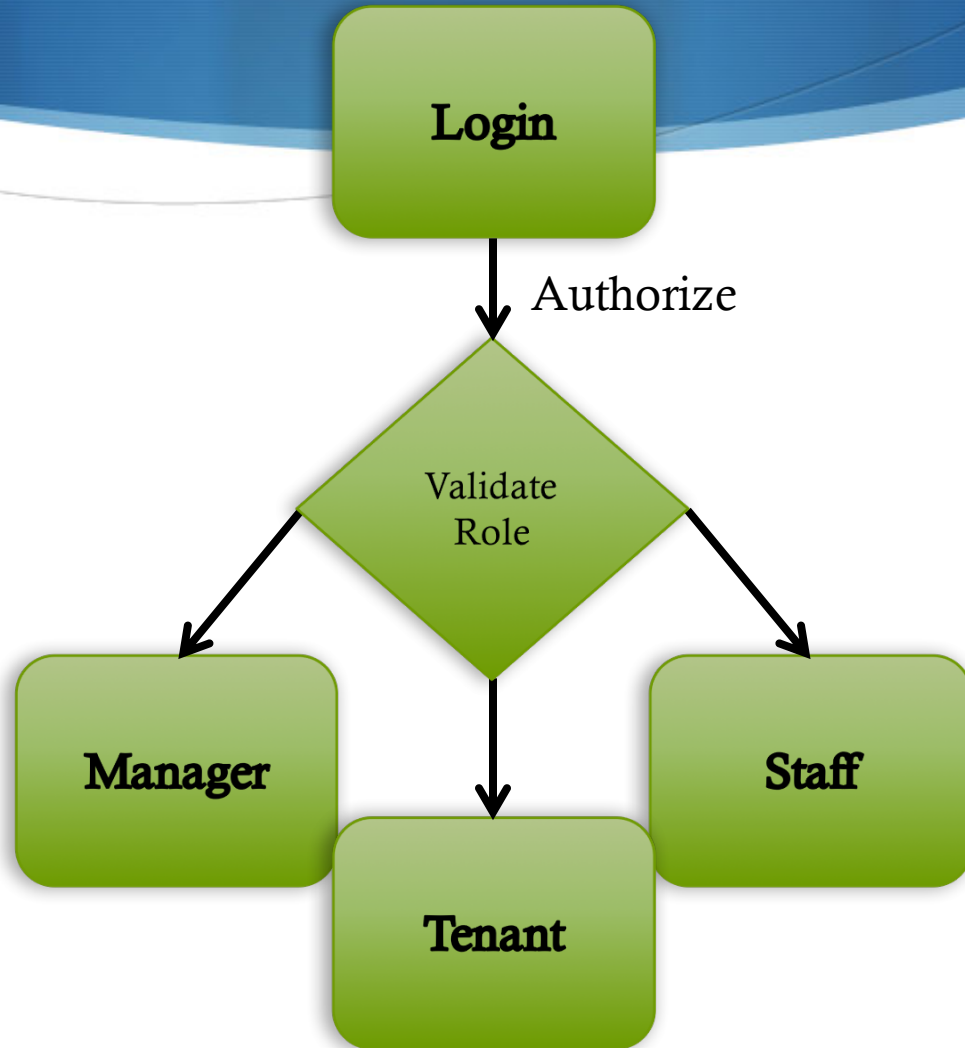 Login
Authorize
Validate
Role
Manager
Staff
Tenant